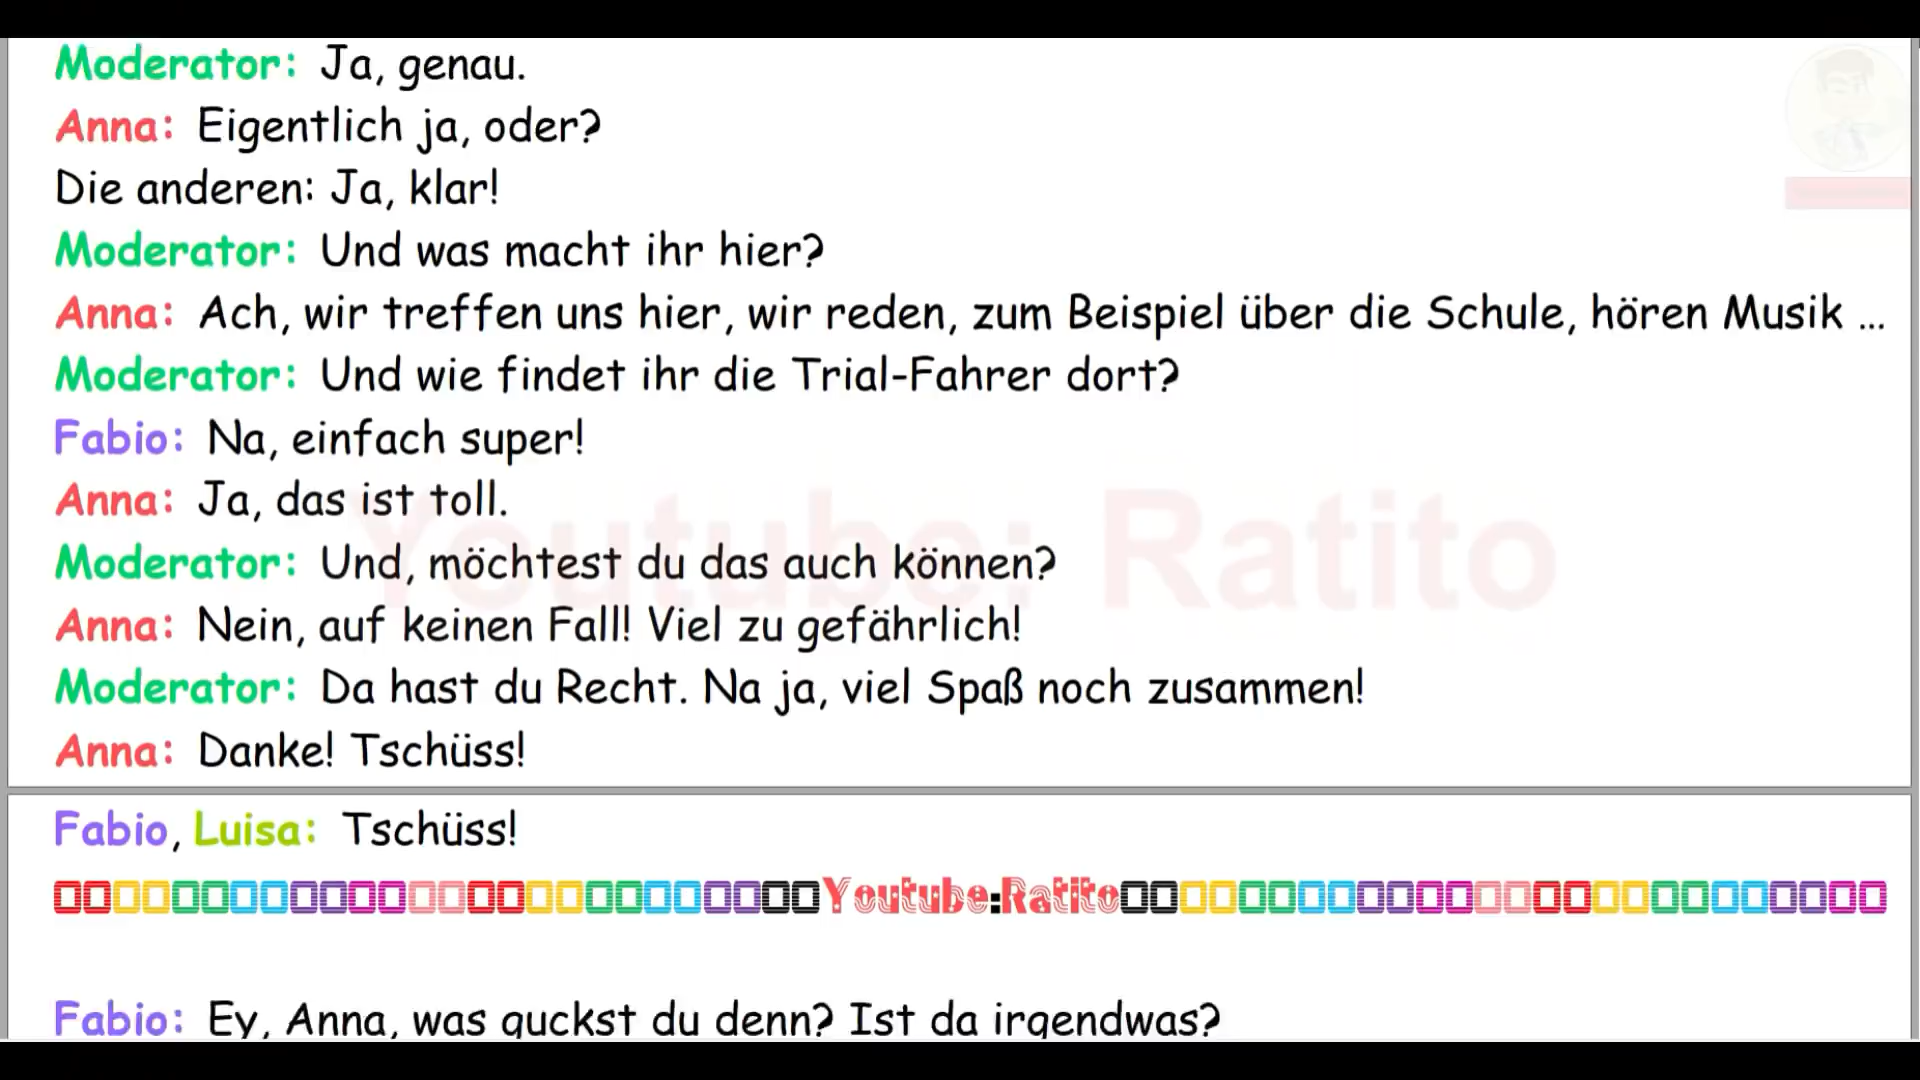 Moderator: Ja, genau.
Anna: Eigentlich ja, oder?
Die anderen: Ja, klar!
Moderator: Und was macht ihr hier?
Anna: Ach, wir treffen uns hier, wir reden, zum Beispiel über die Schule, hören Musik ...
Moderator: Und wie findet ihr die Trial-Fahrer dort?
Fabio: Na, einfach super!
Anna: Ja, das ist toll.
Youtube: Ratito
Moderator: Und, möchtest du das auch können?
Anna: Nein, auf keinen Fall! Viel zu gefährlich!
Moderator: Da hast du Recht. Na ja, viel Spaß noch zusammen!
Anna: Danke! Tschüss!
Fabio, Luisa: Tschüss!
Youtube:Ratito
Fabio: Ey, Anna, was guckst du denn? Ist da irgendwas?